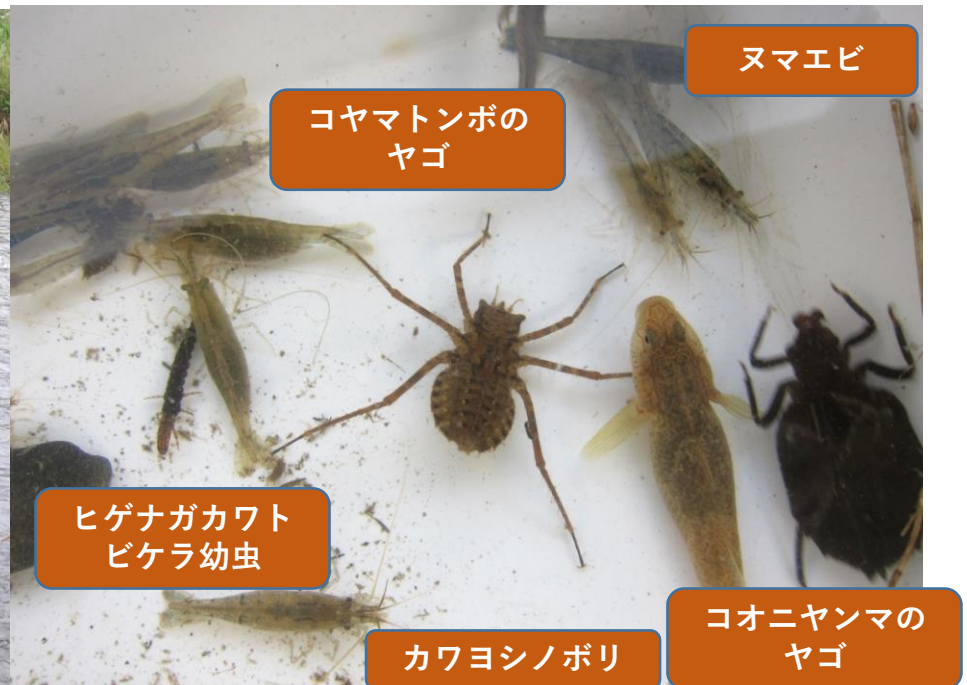 ヌマエビ
コヤマトンボの
ヤゴ
ヒゲナガカワト
ビケラ幼虫
カワヨシノボリ
コオニヤンマの
ヤゴ